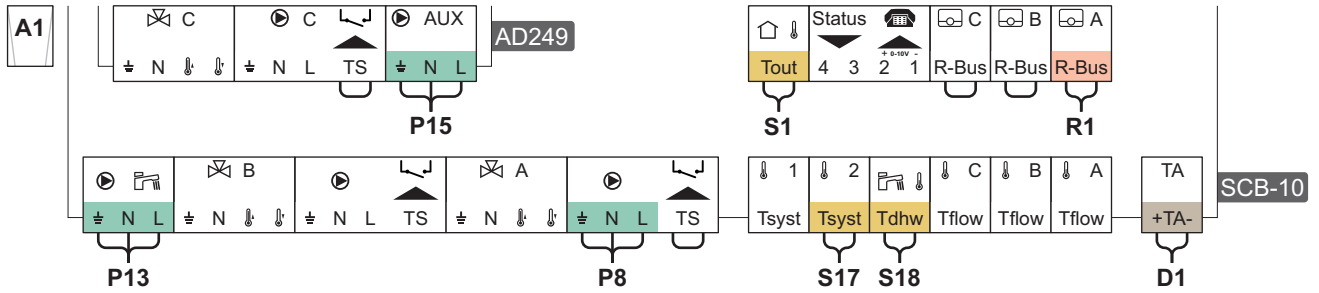 A1
C
C
AUX
AD249
N
N L TS
N L
P15
Status
C
B
A
+ 0-10V -
Tout
4 3 2 1
R-Bus R-Bus R-Bus
S1
R1
B
A
1
2
C
B
A
TA
SCB-10
N L
N
N L TS
N
N L TS
Tsyst Tsyst Tdhw Tflow Tflow Tflow
+TA-
P13
P8
S17 S18
D1